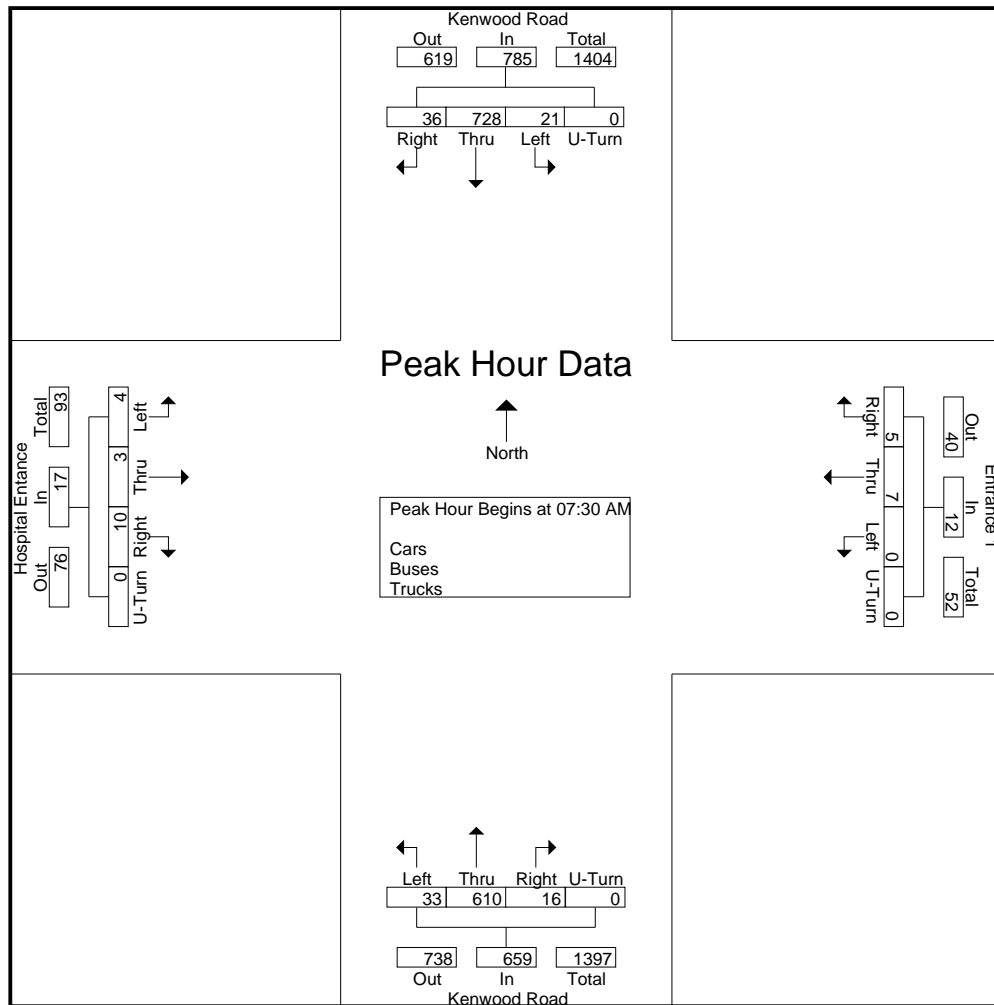 Kenwood Road
Out In Total
619 785 1404
36 728 21 0
Right Thru Left U-Turn
Peak Hour Data
North
Peak Hour Begins at 07:30 AM
Cars
Buses
Trucks
Hospital Entance
Out In Total
76 17 93
0 10 3 4
U-Turn Right Thru Left
Out In Total
40 12 52
Right Thru Left U-Turn
5 7 0 0
Left Thru Right U-Turn
33 610 16 0
738 659 1397
Out In Total
Kenwood Road